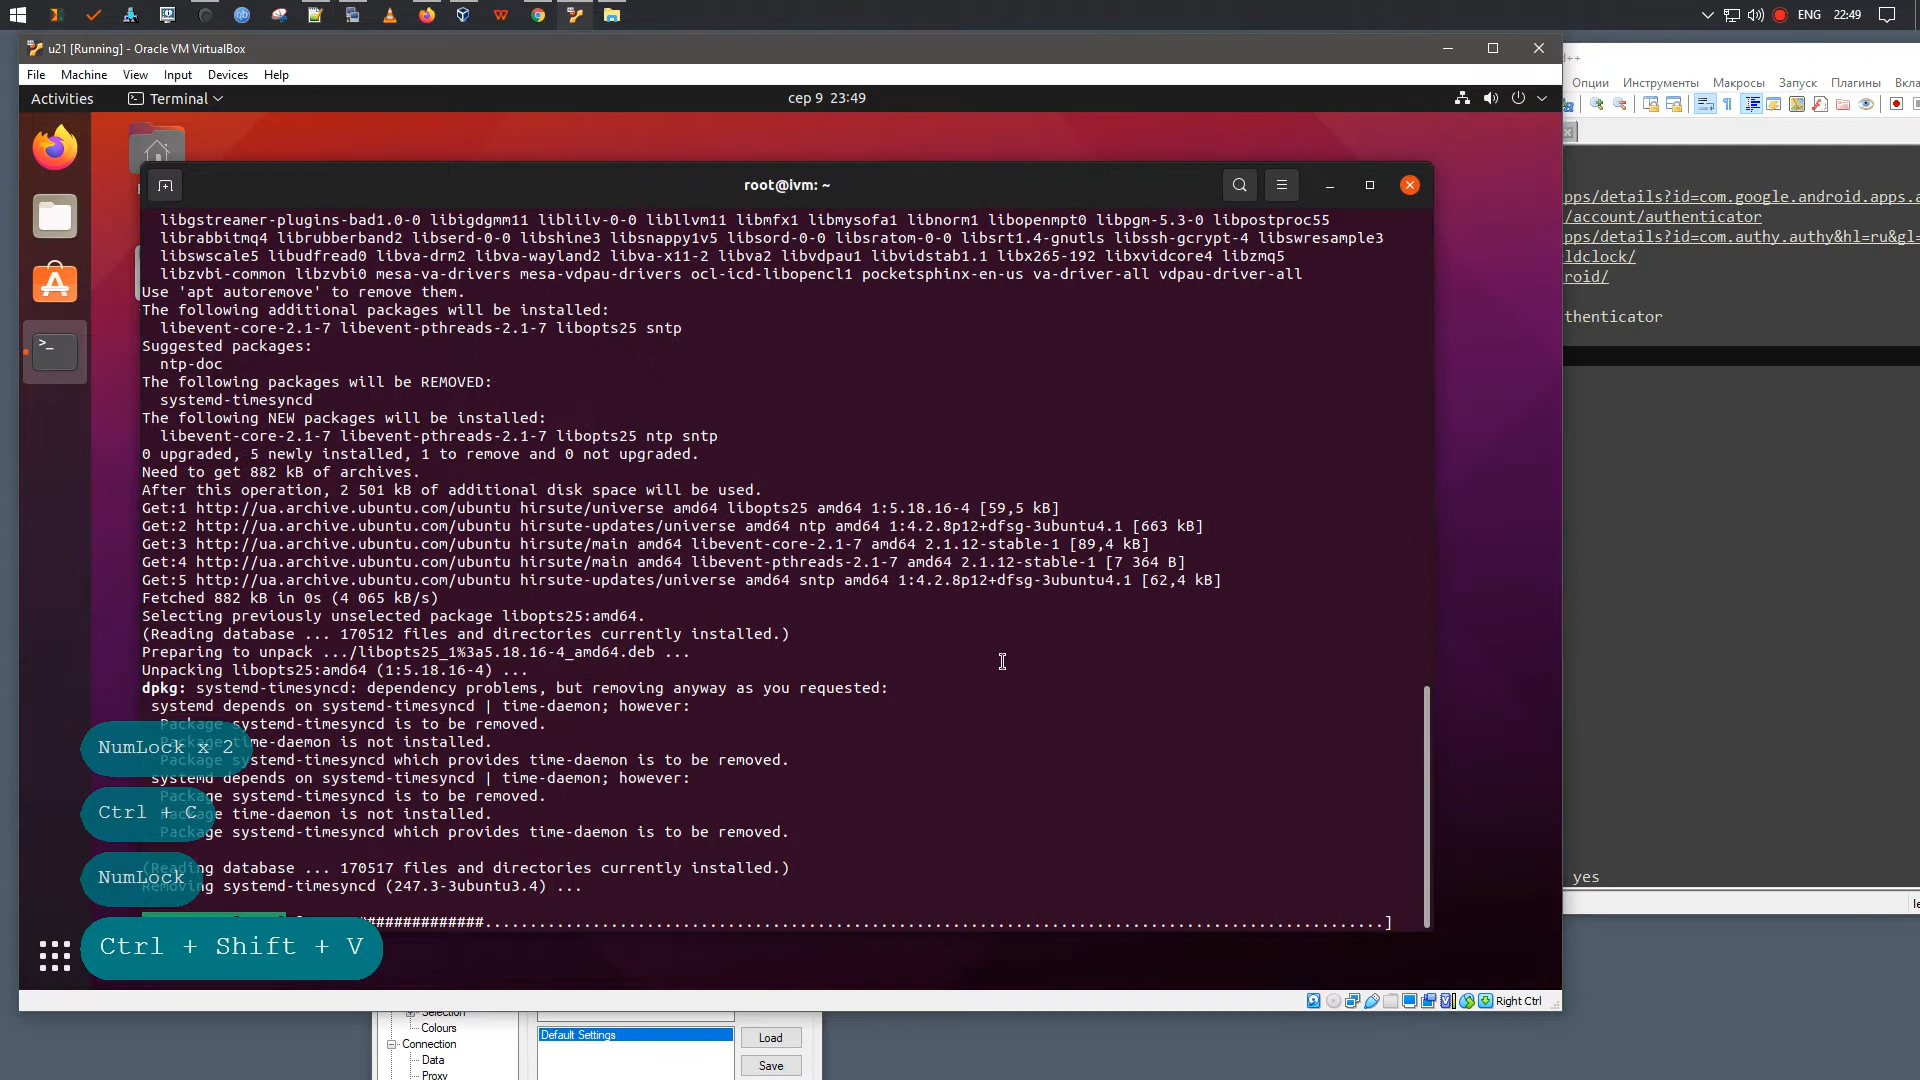 ENG 22:49
u21 [Running] - Oracle VM VirtualBox
File Machine View Input Devices Help
Activities Terminal сер 9 23:49
root@ivm: ~
libgstreamer-plugins-bad1.0-0 libigdgmm11 liblilv-0-0 libllvm11 libmfx1 libmysofa1 libnorm1 libopenmpt0 libpgm-5.3-0 libpostproc55
librabbitmq4 librubberband2 libserd-0-0 libshine3 libsnappy1v5 libsord-0-0 libsratom-0-0 libsrt1.4-gnutls libssh-gcrypt-4 libswresample3
libswscale5 libudfread0 libva-drm2 libva-wayland2 libva-x11-2 libva2 libvdpau1 libvidstab1.1 libx265-192 libxvidcore4 libzmq5
libzvbi-common libzvbi0 mesa-va-drivers mesa-vdpau-drivers ocl-icd-libopencl1 pocketsphinx-en-us va-driver-all vdpau-driver-all
Use 'apt autoremove' to remove them.
The following additional packages will be installed:
libevent-core-2.1-7 libevent-pthreads-2.1-7 libopts25 sntp
Suggested packages:
ntp-doc
The following packages will be REMOVED:
systemd-timesyncd
The following NEW packages will be installed:
libevent-core-2.1-7 libevent-pthreads-2.1-7 libopts25 ntp sntp
0 upgraded, 5 newly installed, 1 to remove and 0 not upgraded.
Need to get 882 kB of archives.
After this operation, 2 501 kB of additional disk space will be used.
Get:1 http://ua.archive.ubuntu.com/ubuntu hirsute/universe amd64 libopts25 amd64 1:5.18.16-4 [59,5 kB]
Get:2 http://ua.archive.ubuntu.com/ubuntu hirsute-updates/universe amd64 ntp amd64 1:4.2.8p12+dfsg-3ubuntu4.1 [663 kB]
Get:3 http://ua.archive.ubuntu.com/ubuntu hirsute/main amd64 libevent-core-2.1-7 amd64 2.1.12-stable-1 [89,4 kB]
Get:4 http://ua.archive.ubuntu.com/ubuntu hirsute/main amd64 libevent-pthreads-2.1-7 amd64 2.1.12-stable-1 [7 364 B]
Get:5 http://ua.archive.ubuntu.com/ubuntu hirsute-updates/universe amd64 sntp amd64 1:4.2.8p12+dfsg-3ubuntu4.1 [62,4 kB]
Fetched 882 kB in 0s (4 065 kB/s)
Selecting previously unselected package libopts25:amd64.
(Reading database ... 170512 files and directories currently installed.)
Preparing to unpack .../libopts25_1%3a5.18.16-4_amd64.deb ...
Unpacking libopts25:amd64 (1:5.18.16-4) ...
dpkg: systemd-timesyncd: dependency problems, but removing anyway as you requested:
systemd depends on systemd-timesyncd | time-daemon; however:
Package systemd-timesyncd is to be removed.
Package time-daemon is not installed.
Package systemd-timesyncd which provides time-daemon is to be removed.
systemd depends on systemd-timesyncd | time-daemon; however:
Package systemd-timesyncd is to be removed.
Package time-daemon is not installed.
Package systemd-timesyncd which provides time-daemon is to be removed.
(Reading database ... 170517 files and directories currently installed.)
Removing systemd-timesyncd (247.3-3ubuntu3.4) ...
#############....................................................................................................]
NumLock x 2
Ctrl + C
NumLock
Ctrl + Shift + V
Right Ctrl
d++
Опции Инструменты Макросы Запуск Плагины Вкла
pps/details?id=com.google.android.apps.a
/account/authenticator
pps/details?id=com.authy.authy&hl=ru&gl=
ldclock/
roid/
thenticator
yes
le
Selection
Colours
Connection
Data
Proxy
Default Settings
Load
Save